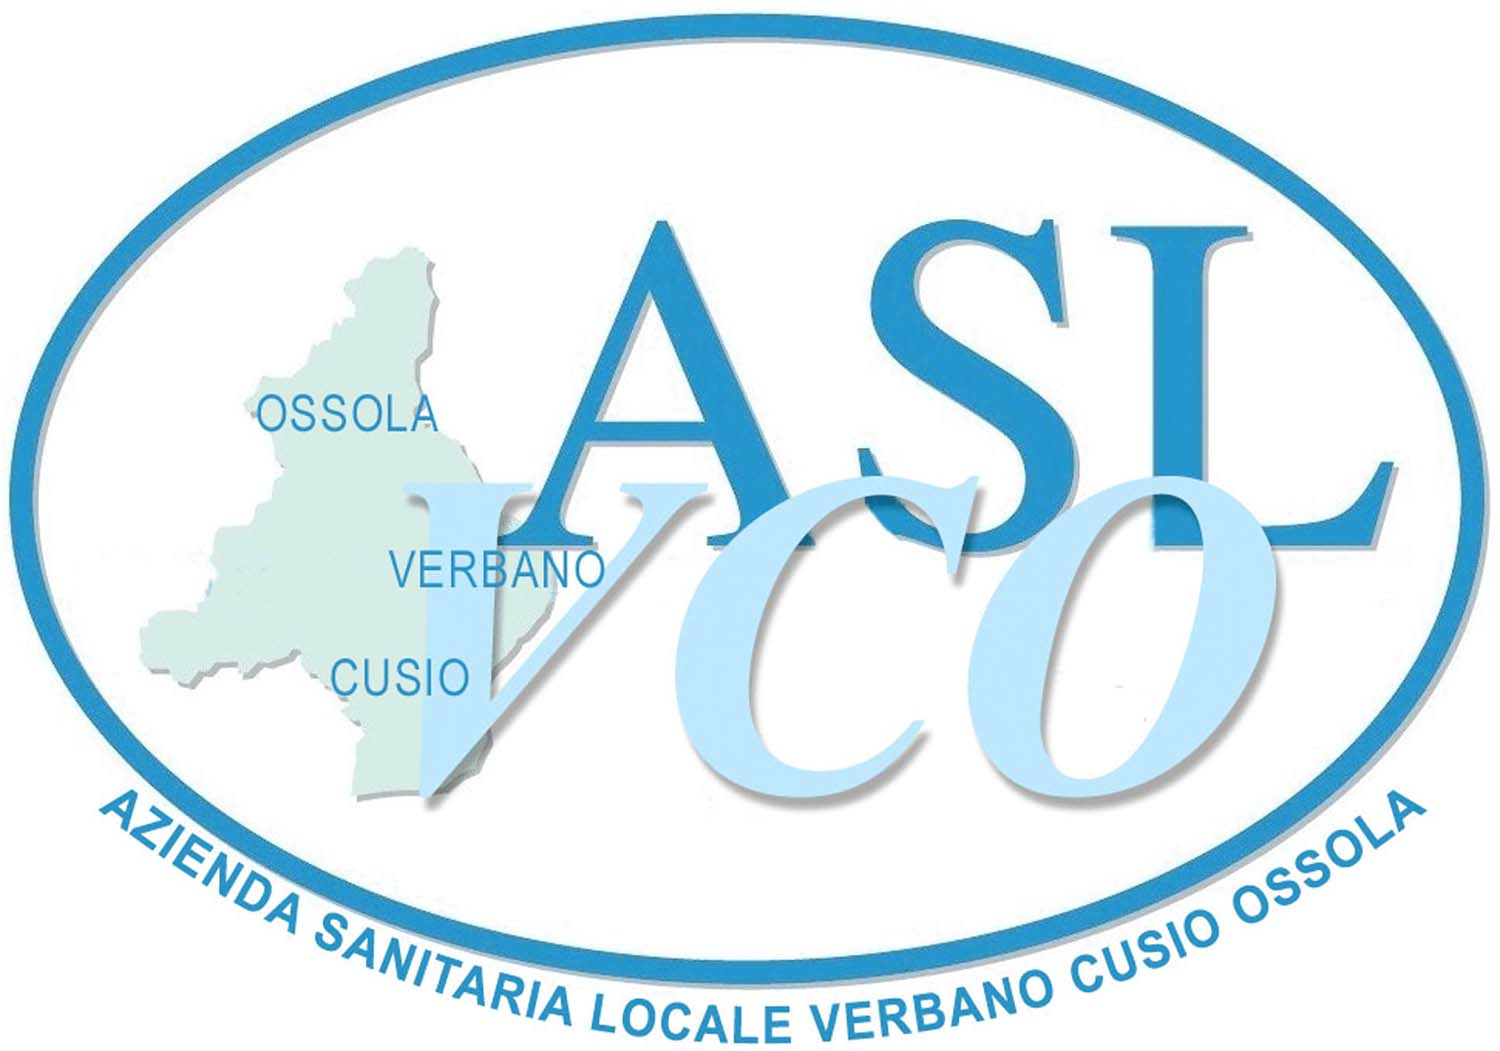 ASL
VCO
OSSOLA
VERBANO
CUSIO
AZIENDA SANITARIA LOCALE VERBANO CUSIO OSSOLA